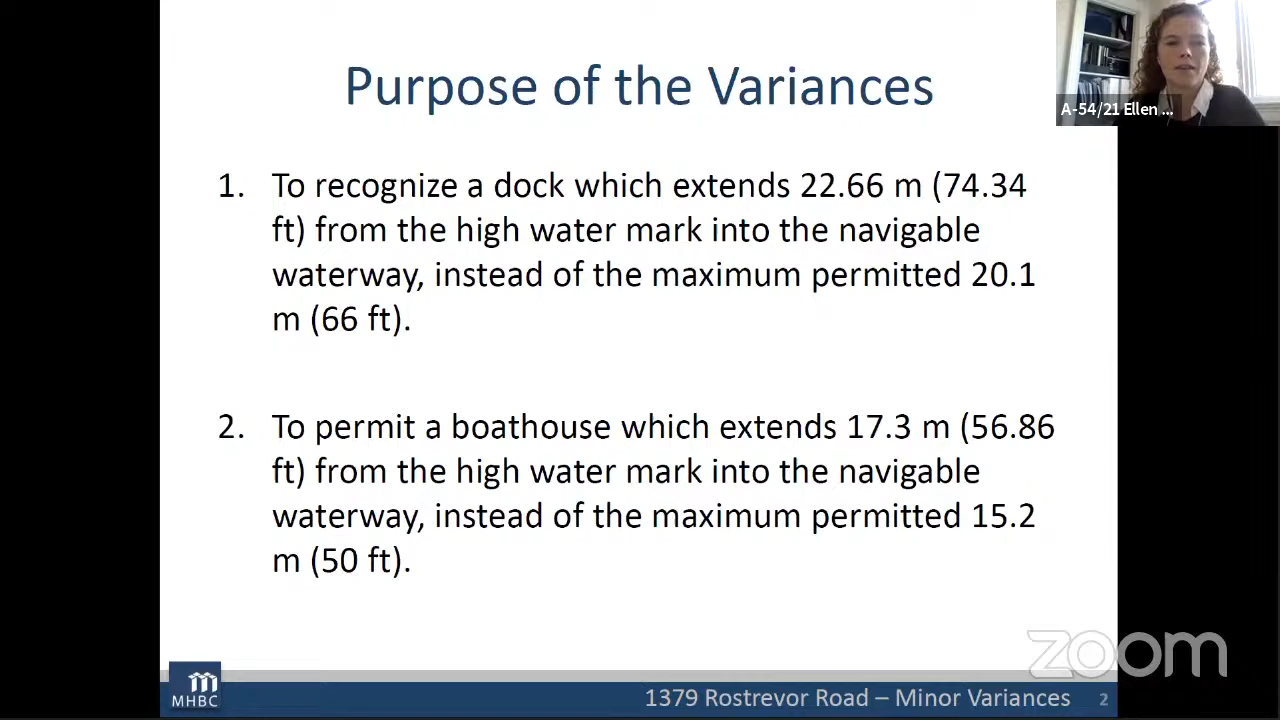 Purpose of the Variances
A-54/21 Ellen ...
1. To recognize a dock which extends 22.66 m (74.34
ft) from the high water mark into the navigable
waterway, instead of the maximum permitted 20.1
m (66 ft).
2. To permit a boathouse which extends 17.3 m (56.86
ft) from the high water mark into the navigable
waterway, instead of the maximum permitted 15.2
m (50 ft).
zoom
MHBC
1379 Rostrevor Road – Minor Variances 2